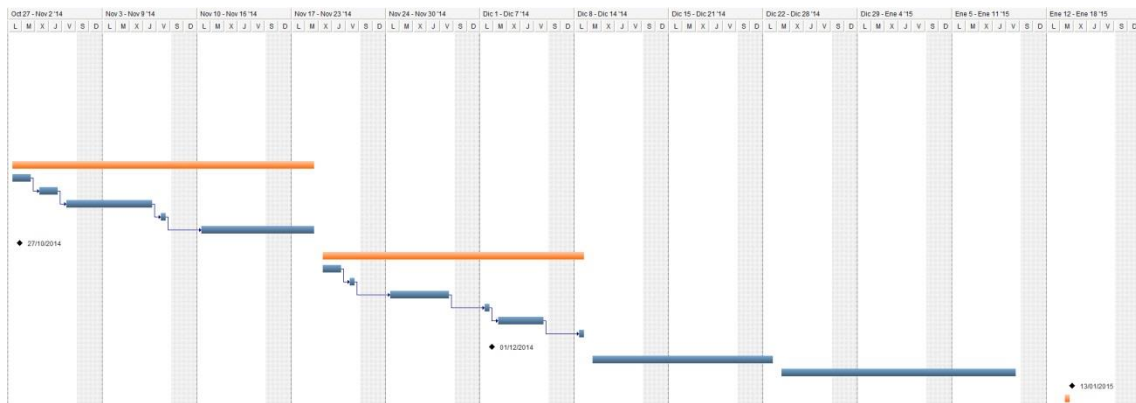 Oct 27 - Nov 2 '14 Nov 3 - Nov 9 '14 Nov 10 - Nov 16 '14 Nov 17 - Nov 23 '14 Nov 24 - Nov 30 '14 Dic 1 - Dic 7 '14 Dic 8 - Dic 14 '14 Dic 15 - Dic 21 '14 Dic 22 - Dic 28 '14 Dic 29 - Ene 4 '15 Ene 5 - Ene 11 '15 Ene 12 - Ene 18 '15
L M X J V S D L M X J V S D L M X J V S D L M X J V S D L M X J V S D L M X J V S D L M X J V S D L M X J V S D L M X J V S D L M X J V S D L M X J V S D L M X J V S D
27/10/2014
01/12/2014
13/01/2015